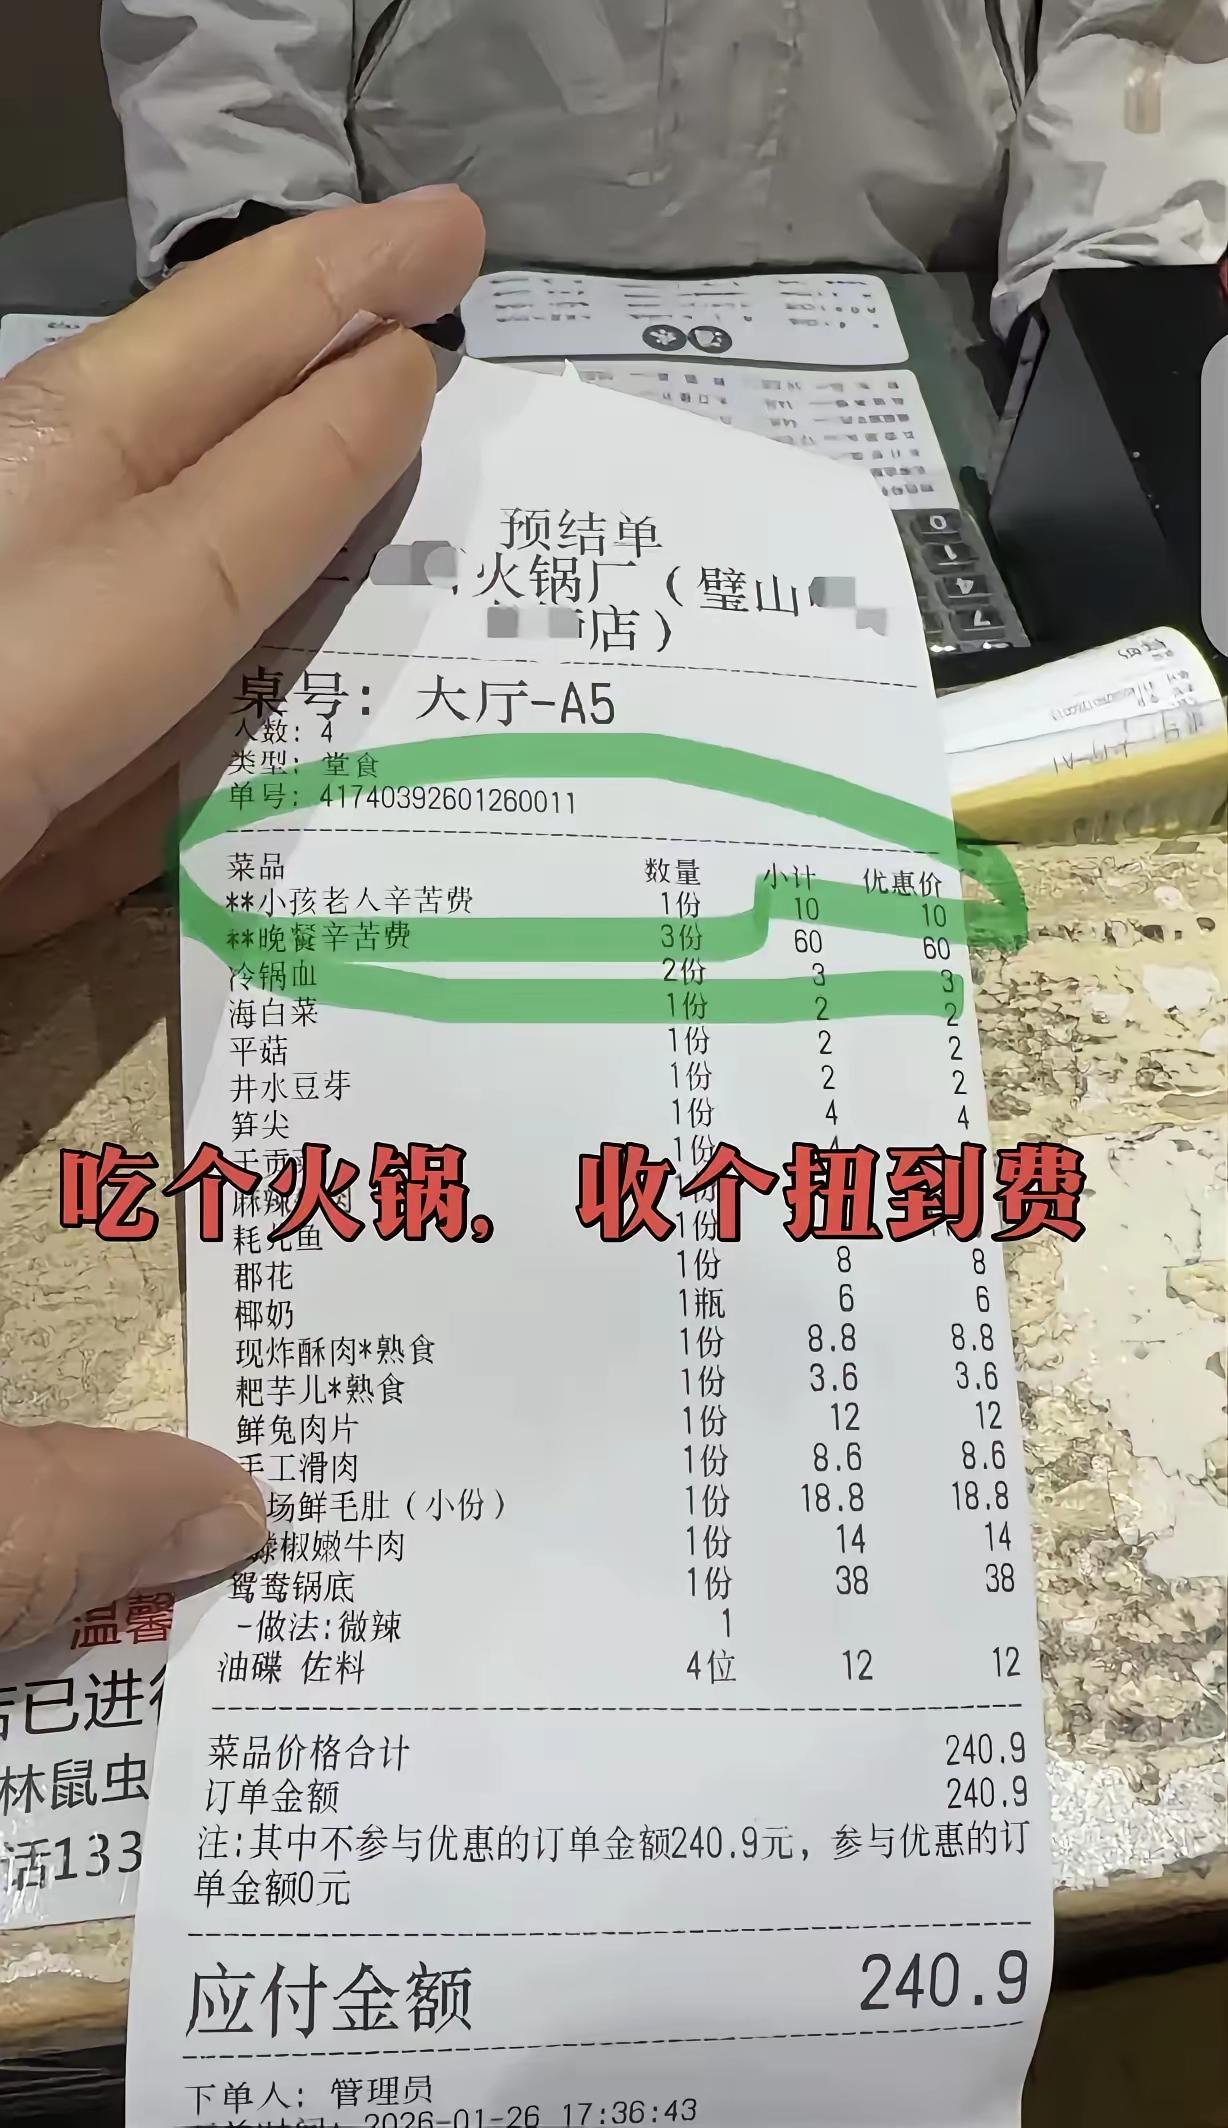 预结单
火锅厂（璧山
店）
桌号： 大厅-A5
人数：4
类型：堂食
单号：41740392601260011
菜品 数量 小计 优惠价
**小孩老人辛苦费 1份 10 10
**晚餐辛苦费 3份 60 60
冷锅血 2份 3 3
海白菜 1份 2 2
平菇 1份 2 2
井水豆芽 1份 2 2
笋尖 1份 4 4
1份
吃个火锅， 收个扭到费
麻辣 肉
耗儿鱼 1份
郡花 1份 8 8
椰奶 1瓶 6 6
现炸酥肉*熟食 1份 8.8 8.8
粑芋儿*熟食 1份 3.6 3.6
鲜兔肉片 1份 12 12
手工滑肉 1份 8.6 8.6
场鲜毛肚（小份） 1份 18.8 18.8
椒嫩牛肉 1份 14 14
鸳鸯锅底 1份 38 38
-做法:微辣 1
油碟 佐料 4位 12 12
菜品价格合计 240.9
订单金额 240.9
注:其中不参与优惠的订单金额240.9元，参与优惠的订
单金额0元
应付金额 240.9
下单人：管理员
2026-01-26 17:36:43
温馨
店已进行
林鼠虫
话133